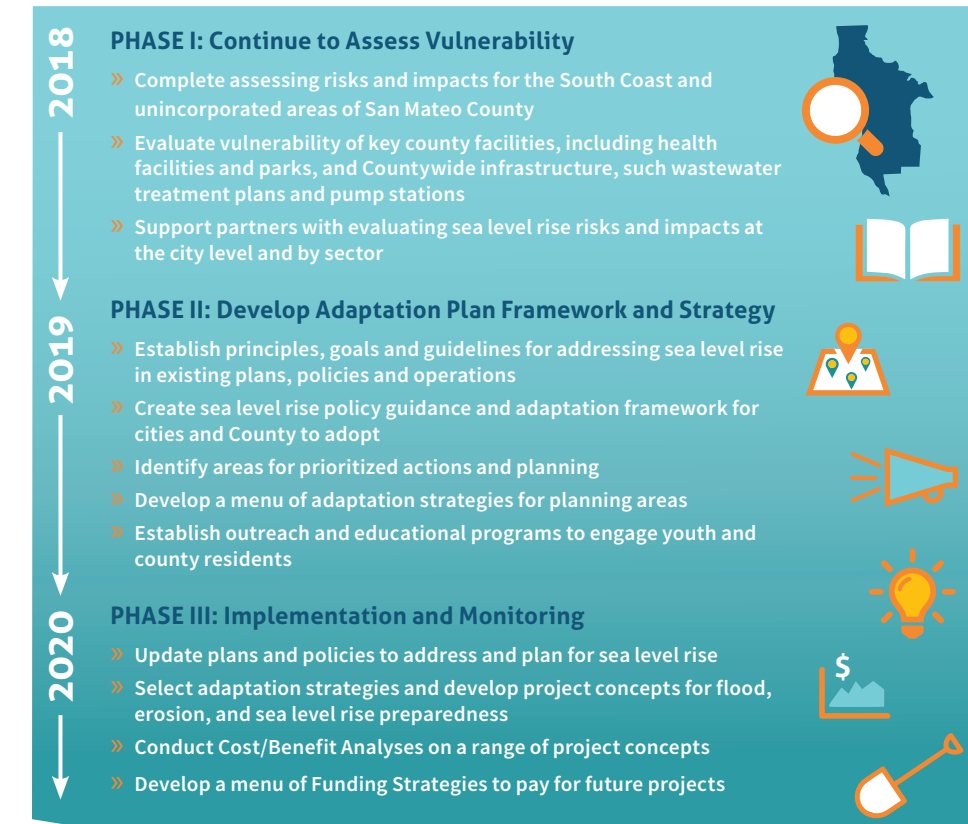 2018
PHASE I: Continue to Assess Vulnerability
» Complete assessing risks and impacts for the South Coast and
unincorporated areas of San Mateo County
» Evaluate vulnerability of key county facilities, including health
facilities and parks, and Countywide infrastructure, such wastewater
treatment plans and pump stations
» Support partners with evaluating sea level rise risks and impacts at
the city level and by sector
2019
PHASE II: Develop Adaptation Plan Framework and Strategy
» Establish principles, goals and guidelines for addressing sea level rise
in existing plans, policies and operations
» Create sea level rise policy guidance and adaptation framework for
cities and County to adopt
» Identify areas for prioritized actions and planning
» Develop a menu of adaptation strategies for planning areas
» Establish outreach and educational programs to engage youth and
county residents
2020
PHASE III: Implementation and Monitoring
» Update plans and policies to address and plan for sea level rise
» Select adaptation strategies and develop project concepts for flood,
erosion, and sea level rise preparedness
» Conduct Cost/Benefit Analyses on a range of project concepts
» Develop a menu of Funding Strategies to pay for future projects
$